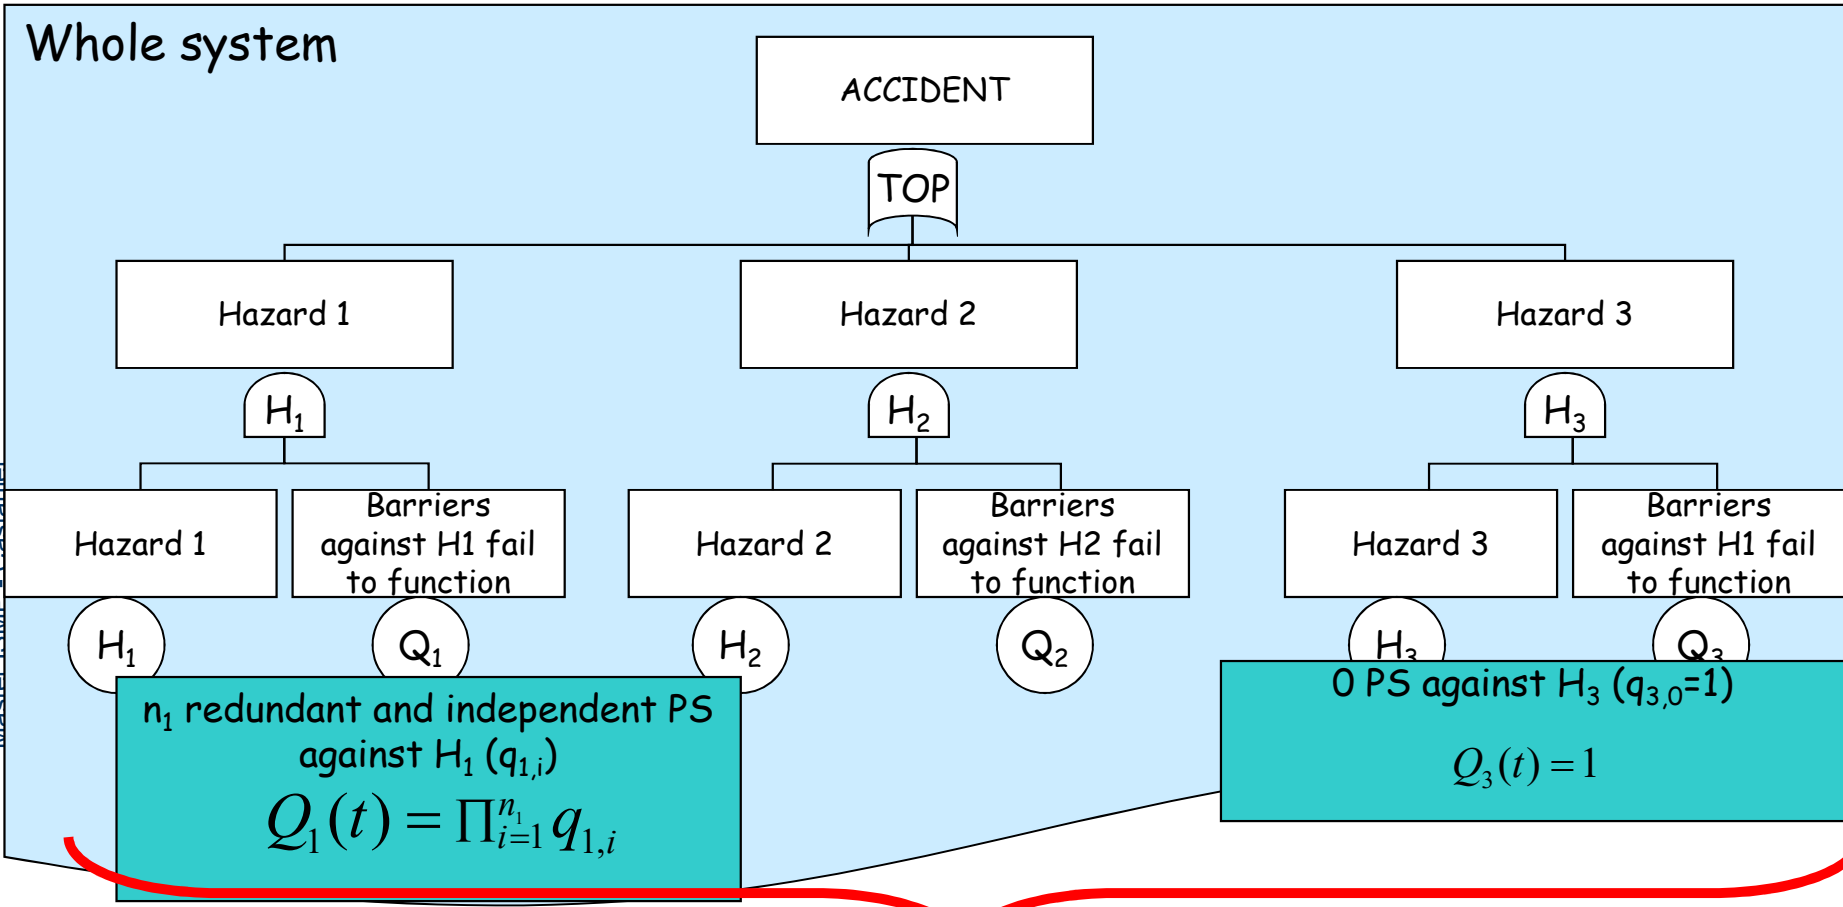 Whole system
ACCIDENT
TOP
Hazard 1
Hazard 2
Hazard 3
H₁
H₂
H₃
Hazard 1
Barriers
against H1 fail
to function
Hazard 2
Barriers
against H2 fail
to function
Hazard 3
Barriers
against H1 fail
to function
H₁
Q₁
H₂
Q₂
H₃
Q₃
n₁ redundant and independent PS
against H₁ (q₁,ᵢ)
Q₁(t) = ∏ᵢ₌₁ⁿ¹ q₁,ᵢ
0 PS against H₃ (q₃,₀=1)
Q₃(t) = 1